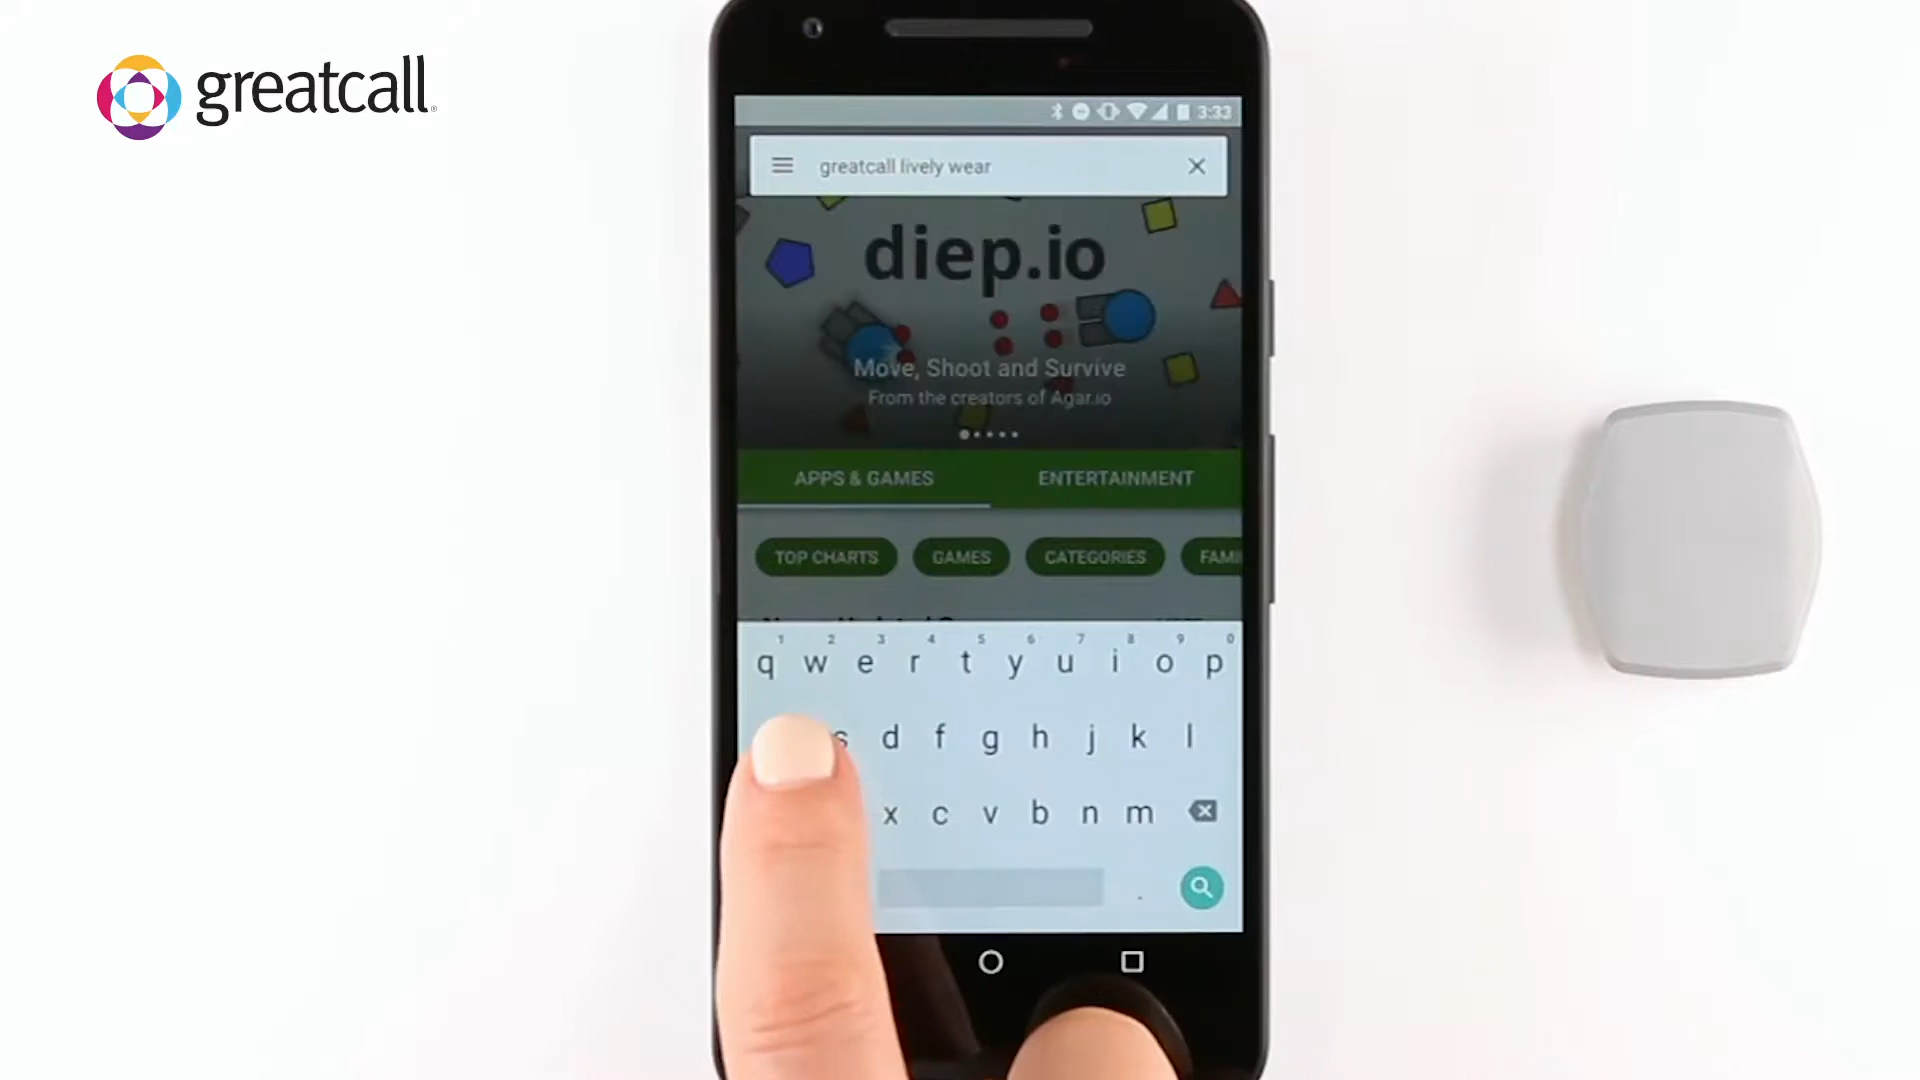 greatcall
3:33
greatcall lively wear
diep.io
Move, Shoot and Survive
From the creators of Agar.io
APPS & GAMES
ENTERTAINMENT
TOP CHARTS
GAMES
CATEGORIES
FAMI
1 2 3 4 5 6 7 8 9 0
q w e r t y u i o p
s d f g h j k l
x c v b n m
.